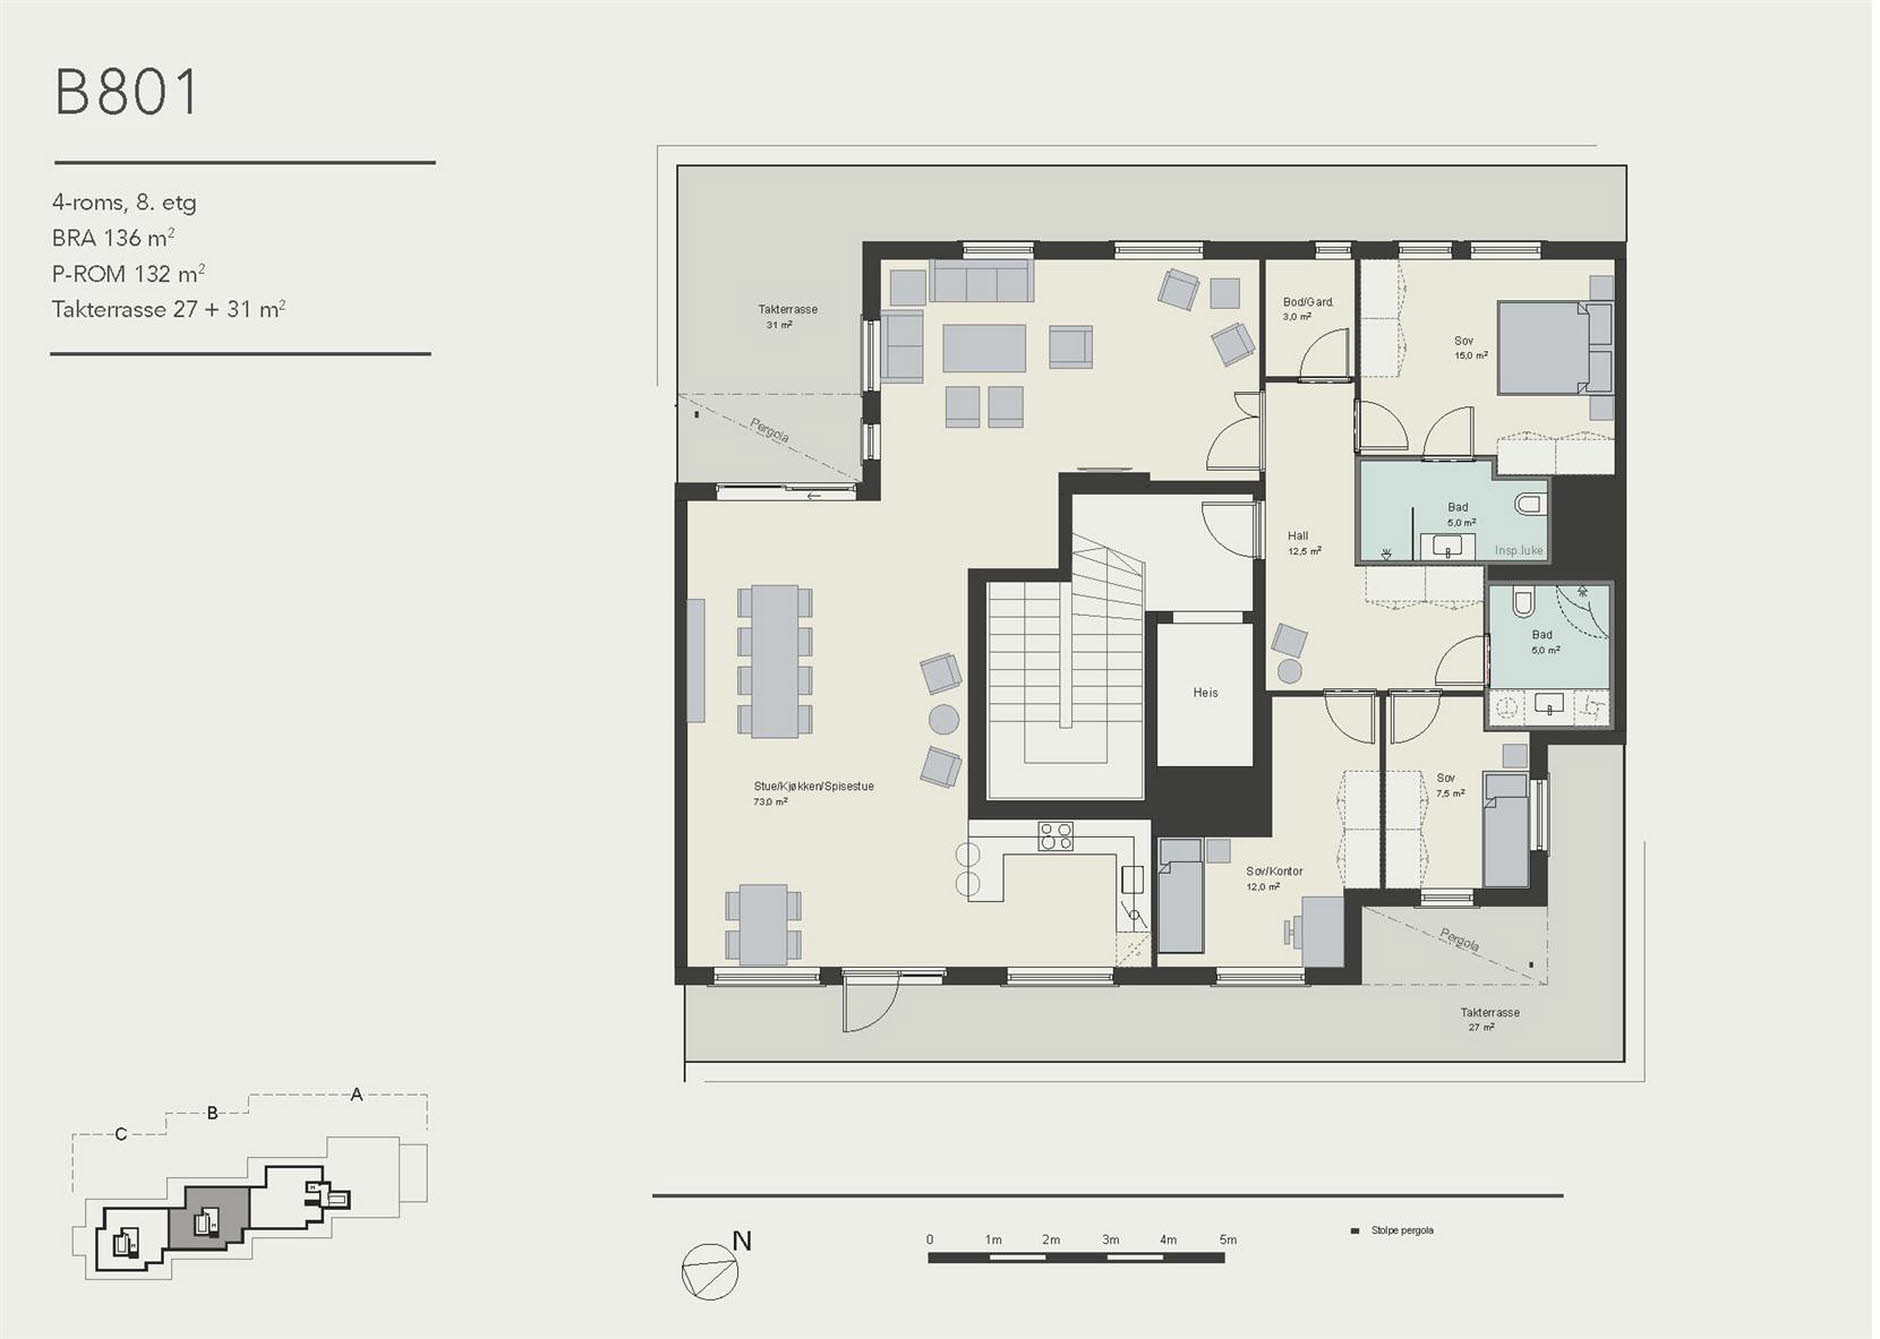 B801
4-roms, 8. etg
BRA 136 m²
P-ROM 132 m²
Takterrasse 27 + 31 m²
Takterrasse
31 m²
Pergola
Bod/Gard.
3,0 m²
Sov
15,0 m²
Bad
5,0 m²
Insp.luke
Hall
12,5 m²
Bad
5,0 m²
Heis
Stue/Kjøkken/Spisestue
73,0 m²
Sov
7,5 m²
Sov/Kontor
12,0 m²
Pergola
Takterrasse
27 m²
A
B
C
H
H
H
N
0 1m 2m 3m 4m 5m
Stolpe pergola